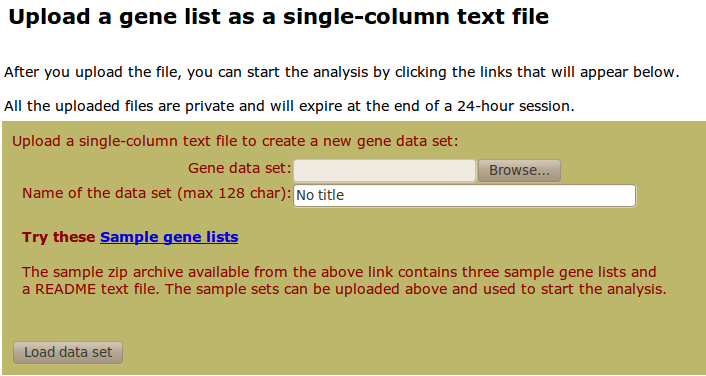 Upload a gene list as a single-column text file
After you upload the file, you can start the analysis by clicking the links that will appear below.
All the uploaded files are private and will expire at the end of a 24-hour session.
Upload a single-column text file to create a new gene data set:
Gene data set: Browse...
Name of the data set (max 128 char): No title
Try these Sample gene lists
The sample zip archive available from the above link contains three sample gene lists and
a README text file. The sample sets can be uploaded above and used to start the analysis.
Load data set